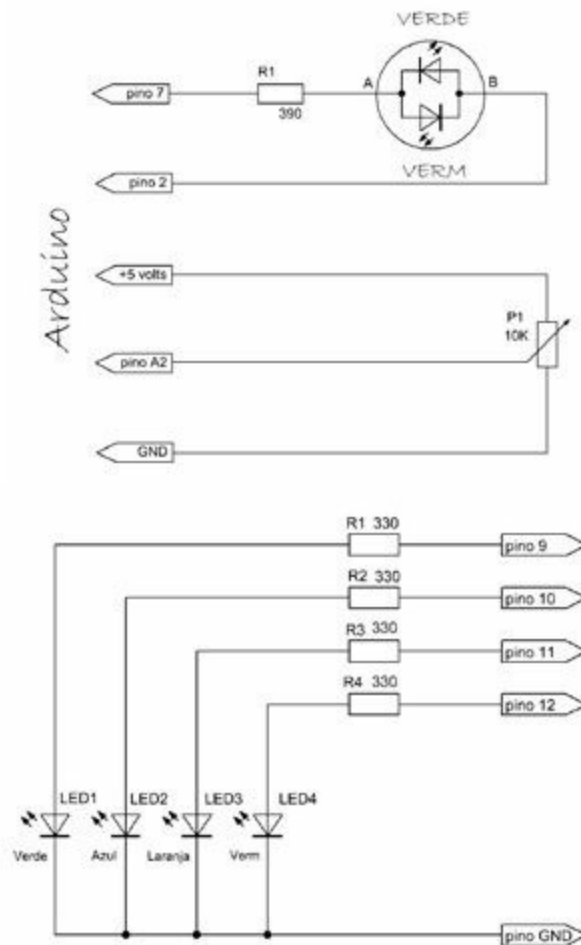 VERDE
R1
pino 7
A
B
390
VERM
pino 2
Arduino
+5 volts
P1
10K
pino A2
GND
R1 330
pino 9
R2 330
pino 10
R3 330
pino 11
R4 330
pino 12
LED1
LED2
LED3
LED4
Verde
Azul
Laranja
Verm
pino GND